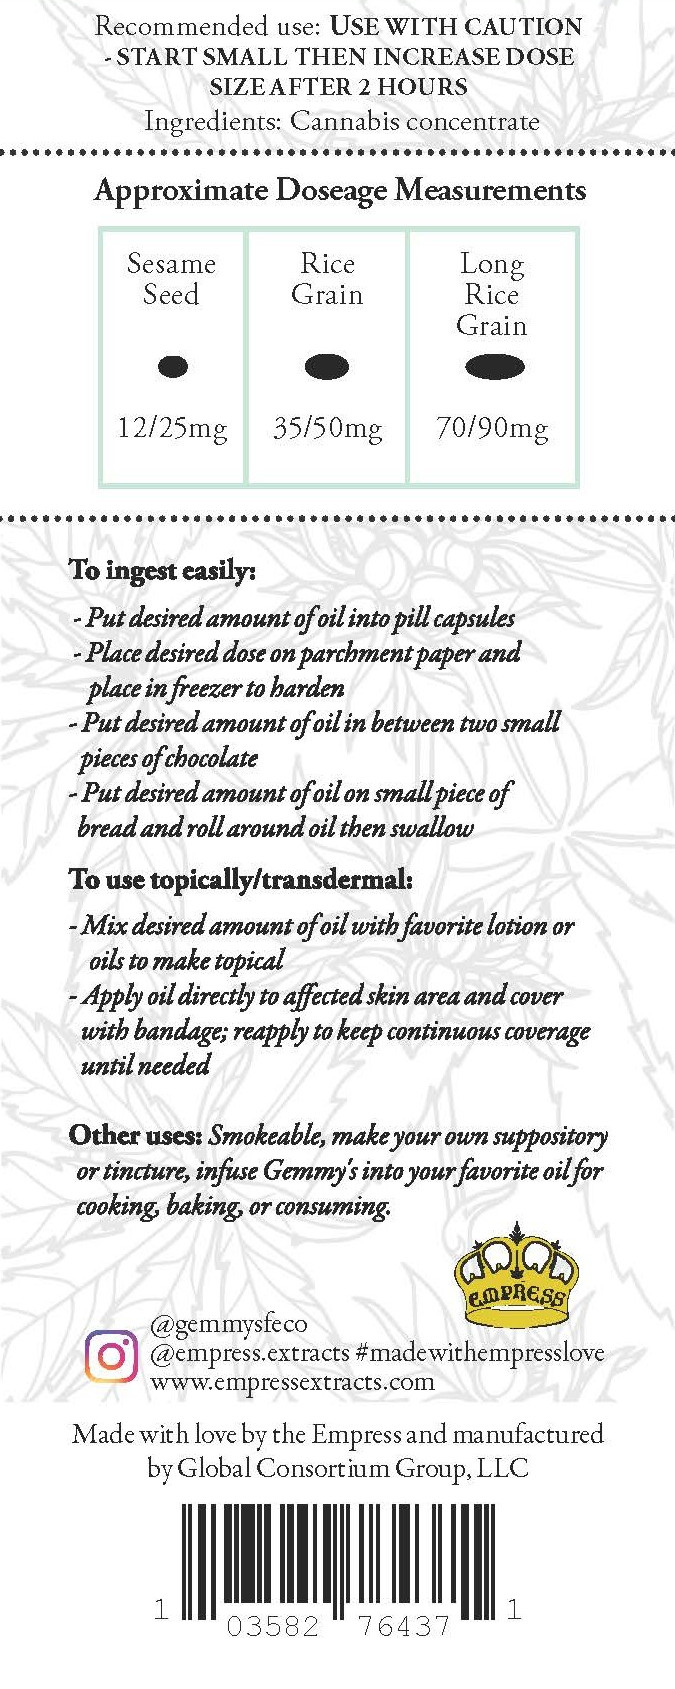 Recommended use: USE WITH CAUTION
- START SMALL THEN INCREASE DOSE
SIZE AFTER 2 HOURS
Ingredients: Cannabis concentrate
Approximate Doseage Measurements
Sesame
Seed
12/25mg
Rice
Grain
35/50mg
Long
Rice
Grain
70/90mg
To ingest easily:
- Put desired amount of oil into pill capsules
- Place desired dose on parchment paper and
place in freezer to harden
- Put desired amount of oil in between two small
pieces of chocolate
- Put desired amount of oil on small piece of
bread and roll around oil then swallow
To use topically/transdermal:
- Mix desired amount of oil with favorite lotion or
oils to make topical
- Apply oil directly to affected skin area and cover
with bandage; reapply to keep continuous coverage
until needed
Other uses: Smokeable, make your own suppository
or tincture, infuse Gemmy's into your favorite oil for
cooking, baking, or consuming.
EMPRESS
@gemmysfeco
@empress.extracts #madewithempresslove
www.empressextracts.com
Made with love by the Empress and manufactured
by Global Consortium Group, LLC
1 03582 76437 1